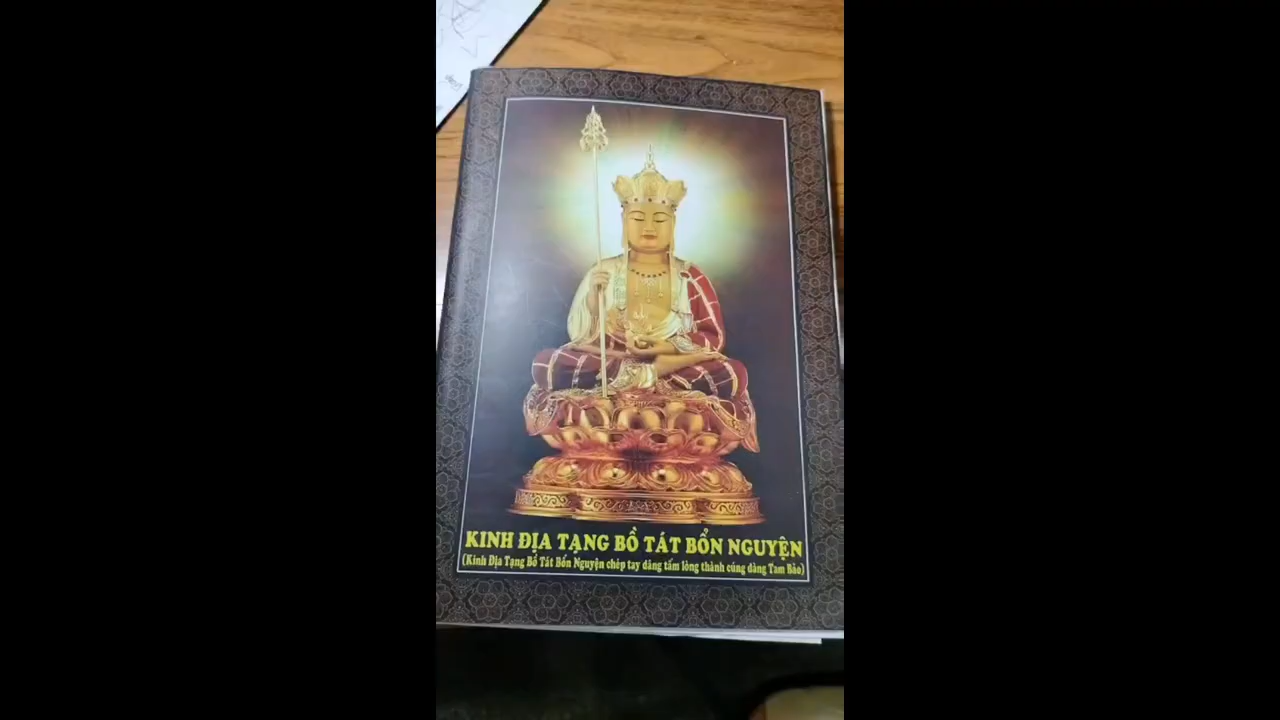 KINH ĐỊA TẠNG BỒ TÁT BỔN NGUYỆN
(Kinh Địa Tạng Bồ Tát Bổn Nguyện chép tay dâng tấm lòng thành cúng dàng Tam Bảo)